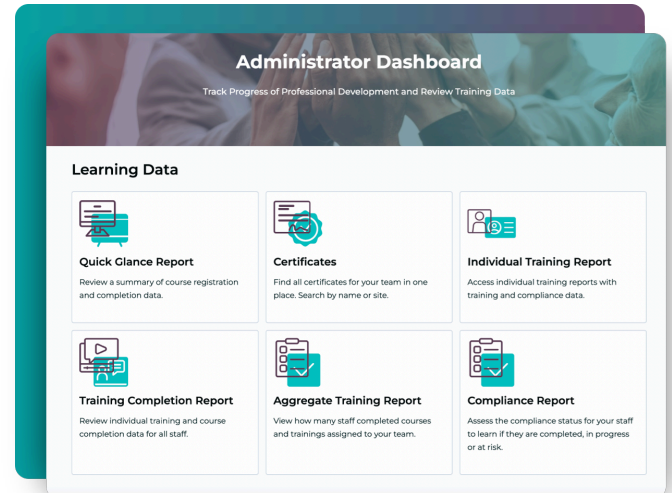 Administrator Dashboard
Track Progress of Professional Development and Review Training Data
Learning Data
Quick Glance Report
Review a summary of course registration
and completion data.
Certificates
Find all certificates for your team in one
place. Search by name or site.
Individual Training Report
Access individual training reports with
training and compliance data.
Training Completion Report
Review individual training and course
completion data for all staff.
Aggregate Training Report
View how many staff completed courses
and trainings assigned to your team.
Compliance Report
Assess the compliance status for your staff
to learn if they are completed, in progress
or at risk.